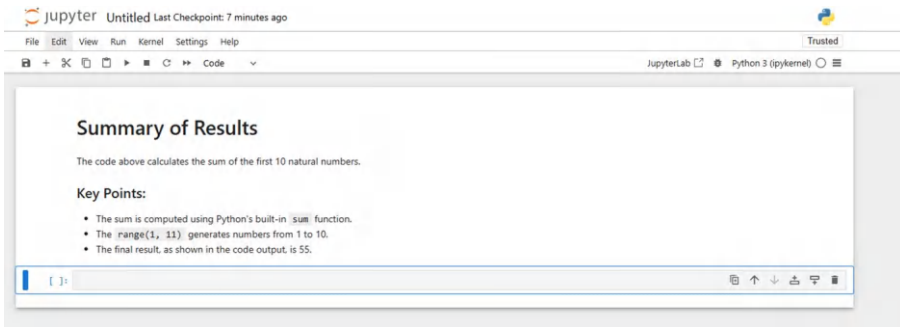 jupyter Untitled Last Checkpoint: 7 minutes ago
File Edit View Run Kernel Settings Help Trusted
Code JupyterLab Python 3 (ipykernel)
Summary of Results
The code above calculates the sum of the first 10 natural numbers.
Key Points:
• The sum is computed using Python's built-in sum function.
• The range(1, 11) generates numbers from 1 to 10.
• The final result, as shown in the code output, is 55.
[ ]: